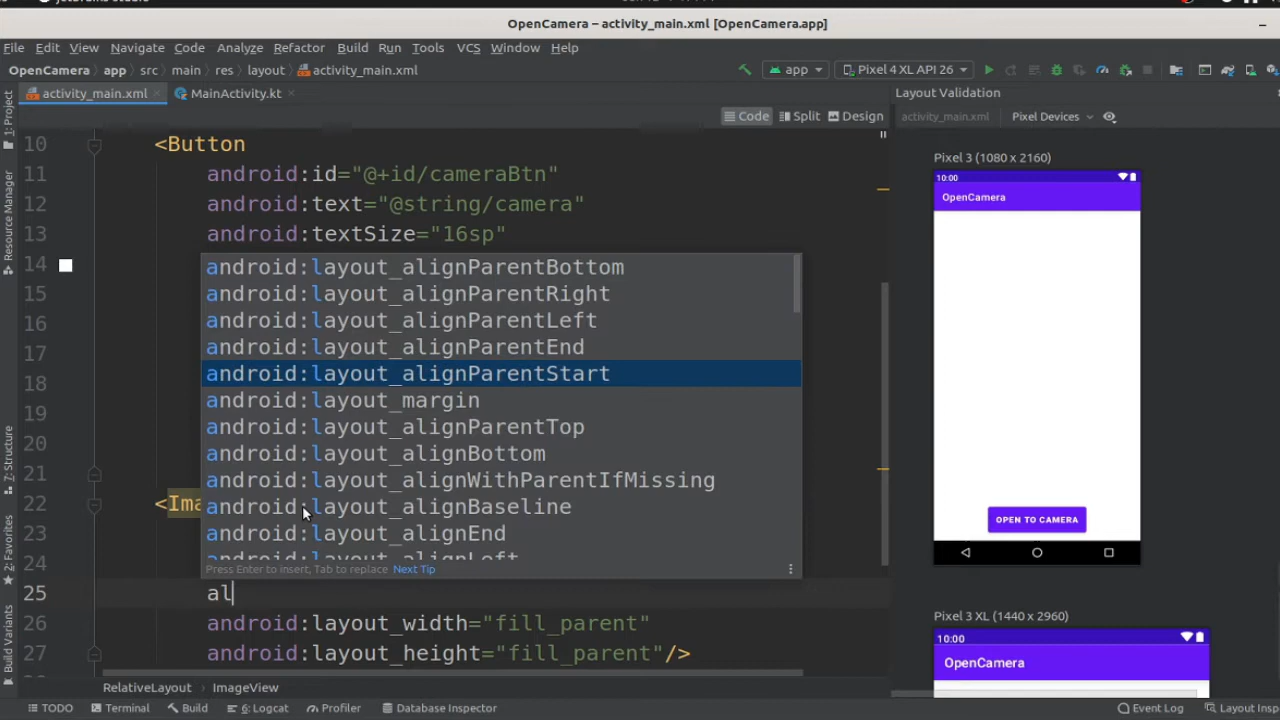 OpenCamera – activity_main.xml [OpenCamera.app]
File Edit View Navigate Code Analyze Refactor Build Run Tools VCS Window Help
OpenCamera app src main res layout activity_main.xml app Pixel 4 XL API 26
activity_main.xml MainActivity.kt Layout Validation
Code Split Design activity_main.xml Pixel Devices
1: Project
Resource Manager
Z: Structure
2: Favorites
Build Variants
10 <Button
11 android:id="@+id/cameraBtn"
12 android:text="@string/camera"
13 android:textSize="16sp"
14
15
16
17
18
19
20
21
22 <Ima
23
24
25 al
26 android:layout_width="fill_parent"
27 android:layout_height="fill_parent"/>
android:layout_alignParentBottom
android:layout_alignParentRight
android:layout_alignParentLeft
android:layout_alignParentEnd
android:layout_alignParentStart
android:layout_margin
android:layout_alignParentTop
android:layout_alignBottom
android:layout_alignWithParentIfMissing
android:layout_alignBaseline
android:layout_alignEnd
android:layout_alignLeft
Press Enter to insert, Tab to replace Next Tip
Pixel 3 (1080 x 2160)
10:00
OpenCamera
OPEN TO CAMERA
Pixel 3 XL (1440 x 2960)
10:00
OpenCamera
RelativeLayout ImageView
TODO Terminal Build 6: Logcat Profiler Database Inspector Event Log Layout Insp